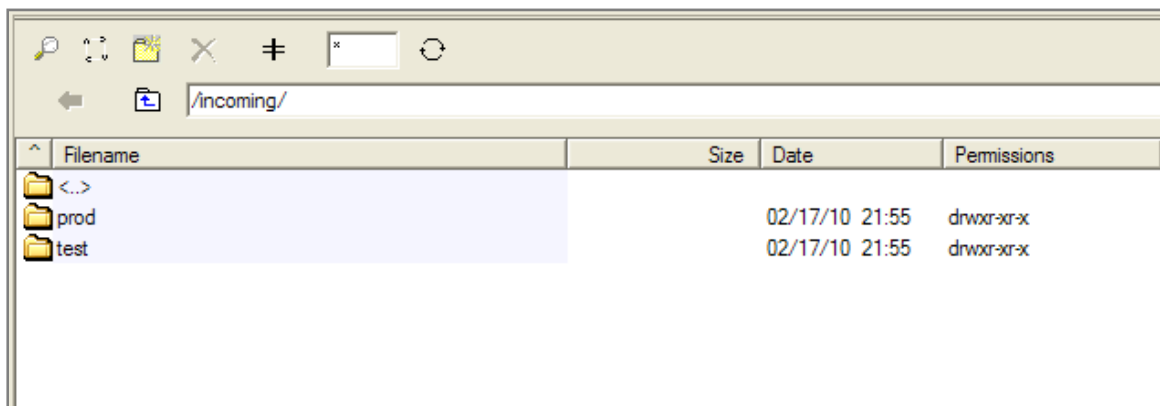 *
/incoming/
^ Filename Size Date Permissions
<..>
prod 02/17/10 21:55 drwxr-xr-x
test 02/17/10 21:55 drwxr-xr-x